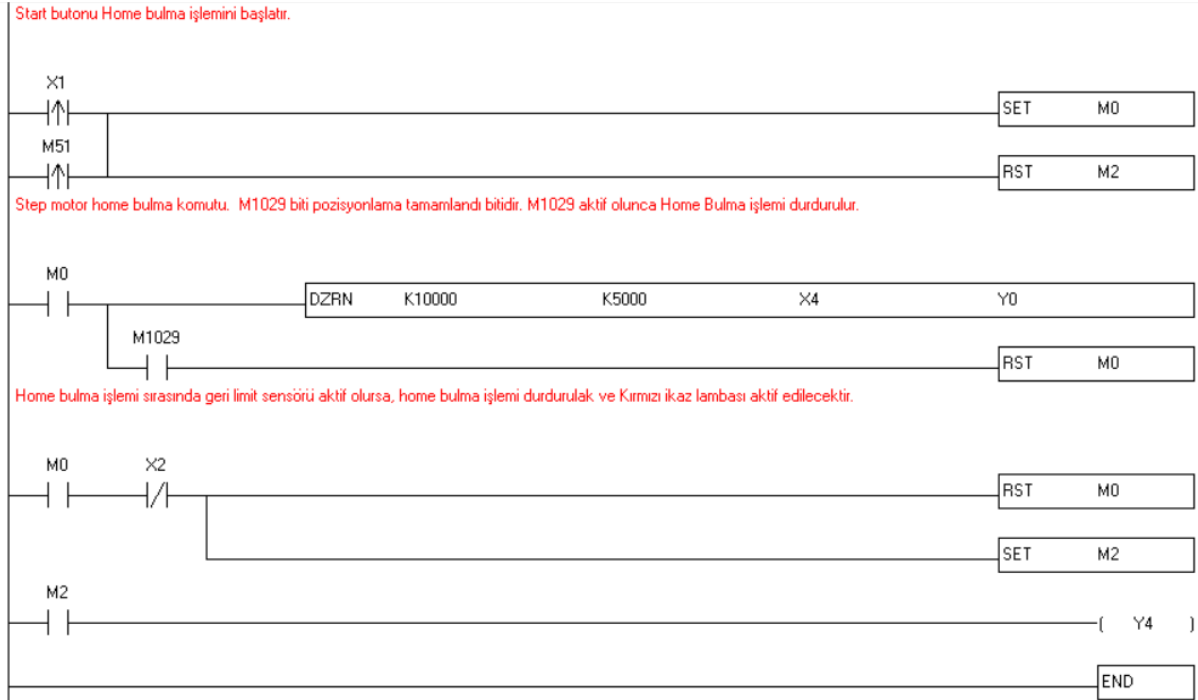 Start butonu Home bulma işlemini başlatır.
X1
SET M0
M51
RST M2
Step motor home bulma komutu. M1029 biti pozisyonlama tamamlandı bitidir. M1029 aktif olunca Home Bulma işlemi durdurulur.
M0
DZRN K10000 K5000 X4 Y0
M1029
RST M0
Home bulma işlemi sırasında geri limit sensörü aktif olursa, home bulma işlemi durdurulak ve Kırmızı ikaz lambası aktif edilecektir.
M0 X2
RST M0
SET M2
M2
( Y4 )
END